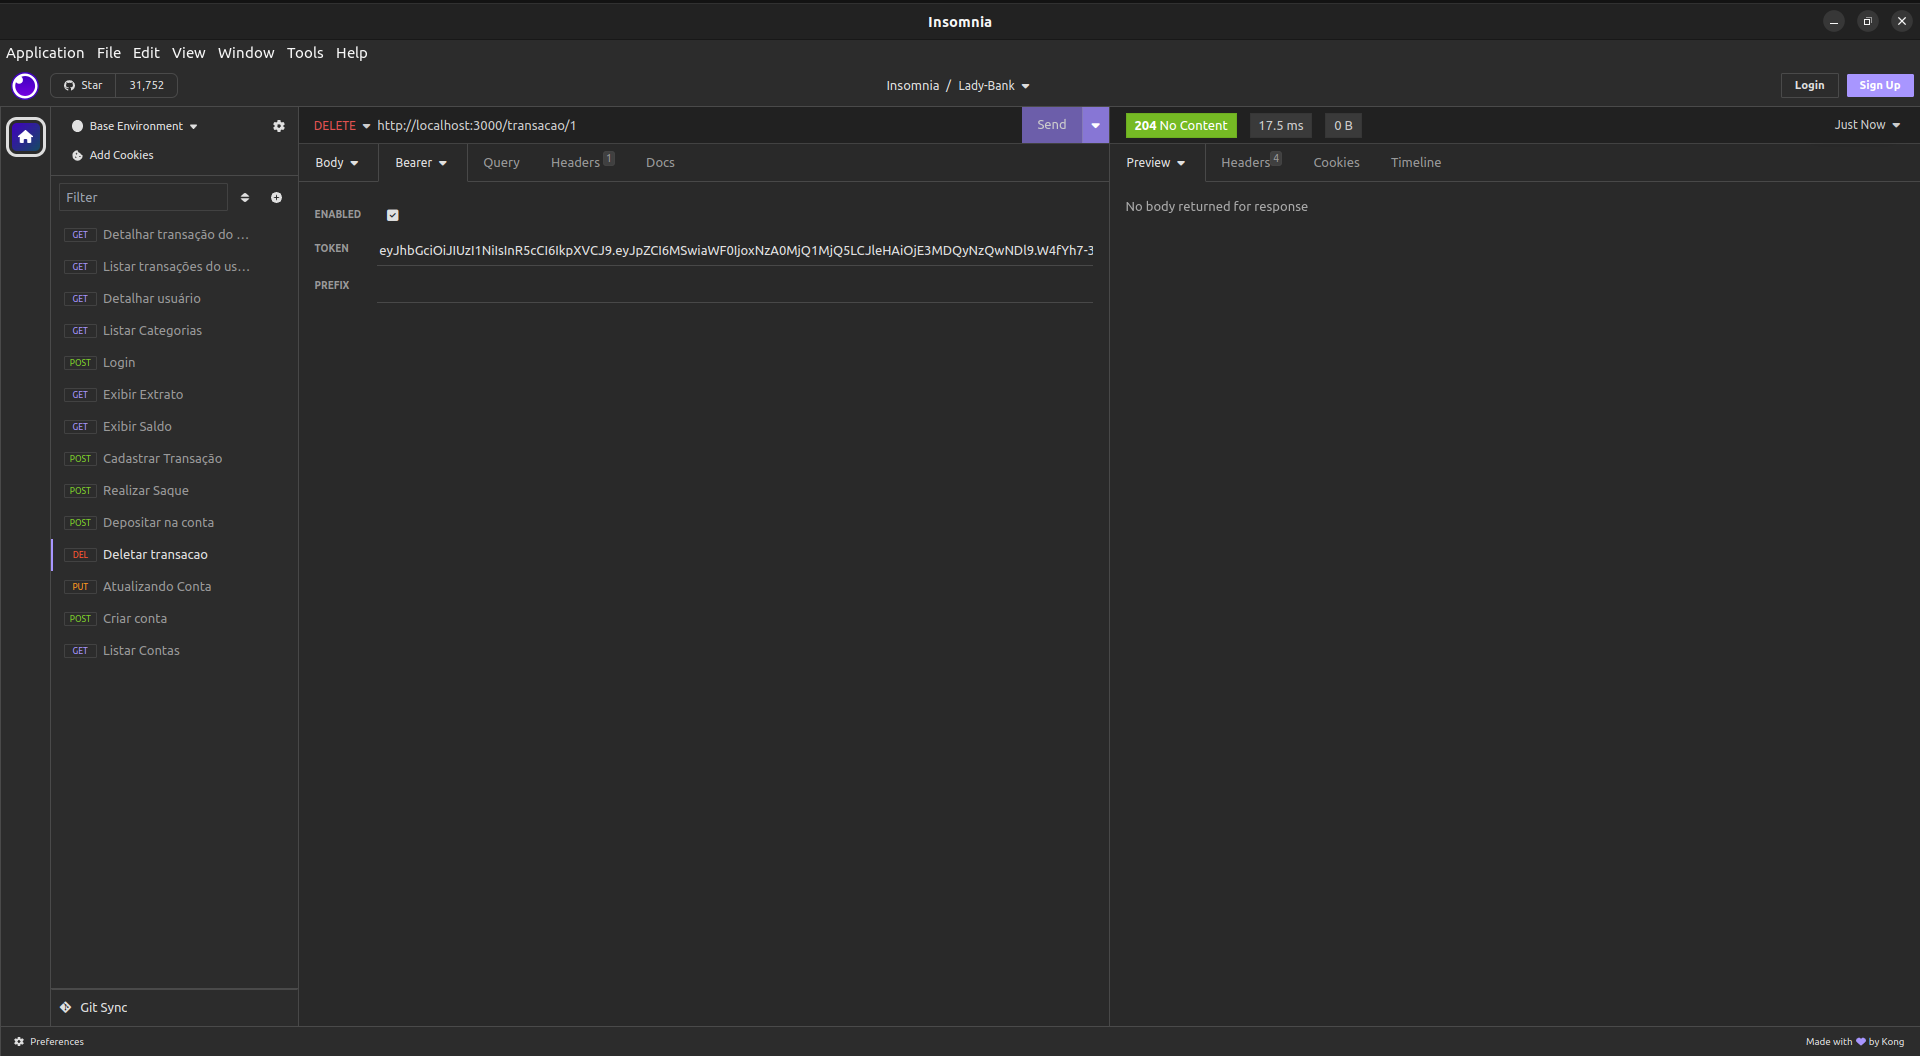 Insomnia
Application File Edit View Window Tools Help
Star 31,752
Insomnia / Lady-Bank
Login Sign Up
Base Environment
Add Cookies
Filter
GET Detalhar transação do ...
GET Listar transações do us...
GET Detalhar usuário
GET Listar Categorias
POST Login
GET Exibir Extrato
GET Exibir Saldo
POST Cadastrar Transação
POST Realizar Saque
POST Depositar na conta
DEL Deletar transacao
PUT Atualizando Conta
POST Criar conta
GET Listar Contas
Git Sync
DELETE http://localhost:3000/transacao/1 Send
Body Bearer Query Headers 1 Docs
ENABLED
TOKEN eyJhbGciOiJIUzI1NiIsInR5cCI6IkpXVCJ9.eyJpZCI6MSwiaWF0IjoxNzA0MjQ1MjQ5LCJleHAiOjE3MDQyNzQwNDl9.W4fYh7-3
PREFIX
204 No Content 17.5 ms 0 B Just Now
Preview Headers 4 Cookies Timeline
No body returned for response
Preferences
Made with by Kong